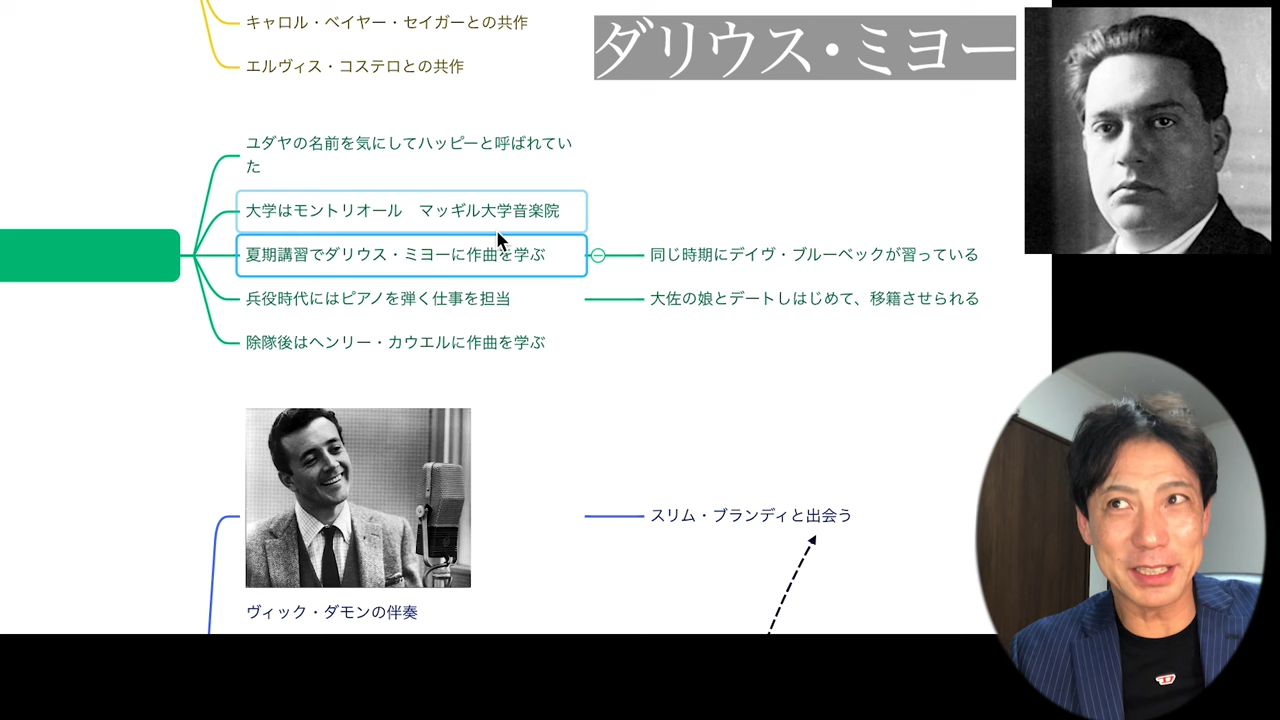 キャロル・ベイヤー・セイガーとの共作
エルヴィス・コステロとの共作
ダリウス・ミヨー
ユダヤの名前を気にしてハッピーと呼ばれてい
た
大学はモントリオール　マッギル大学音楽院
夏期講習でダリウス・ミヨーに作曲を学ぶ
同じ時期にデイヴ・ブルーベックが習っている
兵役時代にはピアノを弾く仕事を担当
大佐の娘とデートしはじめて、移籍させられる
除隊後はヘンリー・カウエルに作曲を学ぶ
スリム・ブランディと出会う
ヴィック・ダモンの伴奏